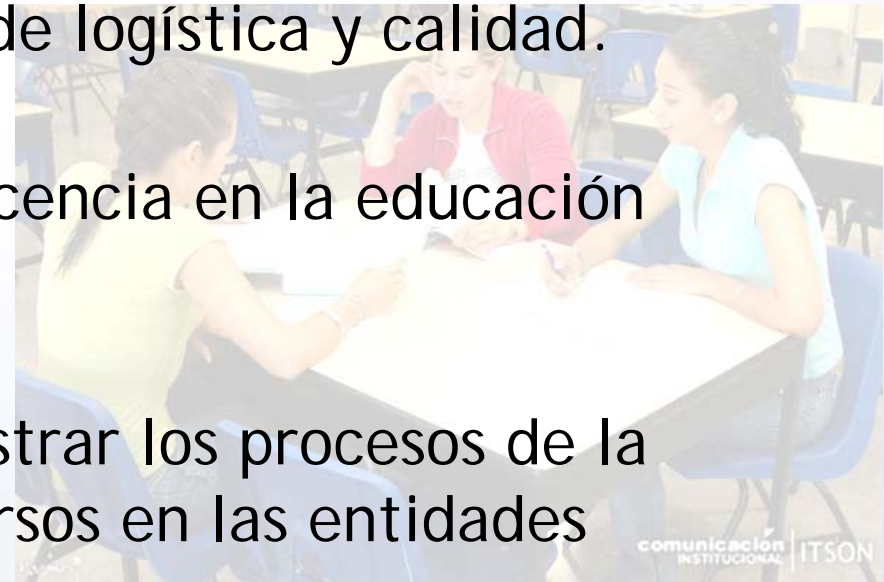 de logística y calidad.
cencia en la educación
strar los procesos de la
rsos en las entidades
comunicación | ITSON
INSTITUCIONAL